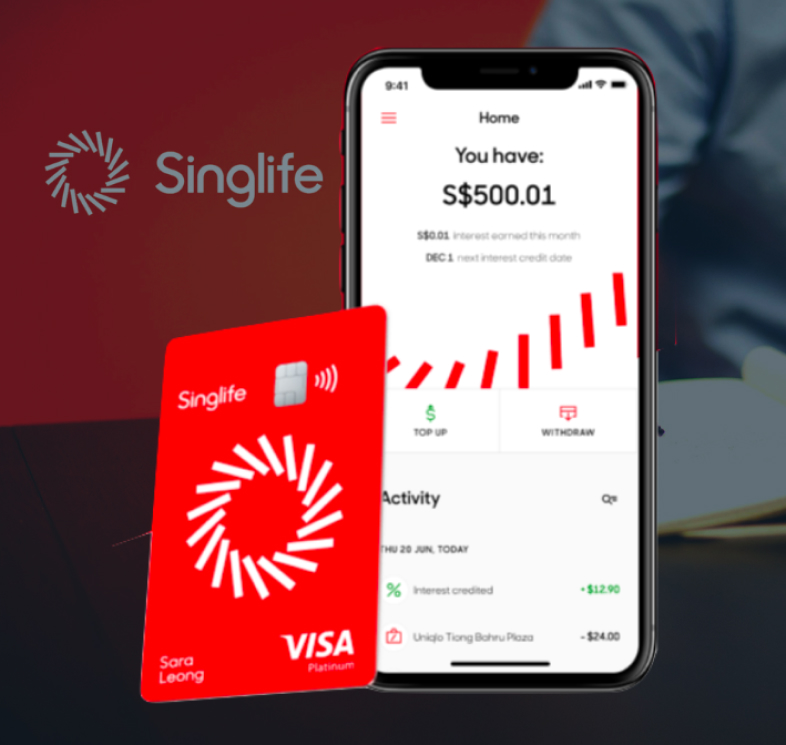 Singlife
9:41
Home
You have:
S$500.01
S$0.01 interest earned this month
DEC 1 next interest credit date
TOP UP
WITHDRAW
Activity
THU 20 JUN, TODAY
Interest credited
+$12.90
Uniqlo Tiong Bahru Plaza
-$24.00
Singlife
VISA
Platinum
Sara
Leong